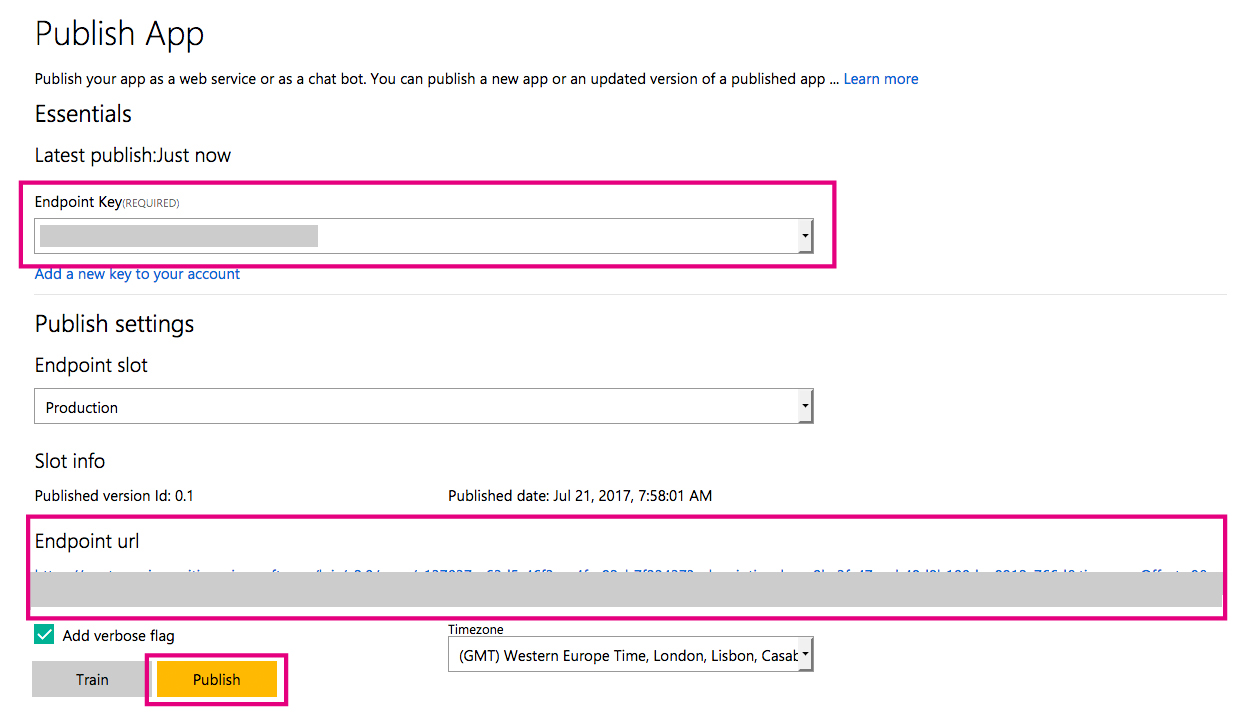 Publish App
Publish your app as a web service or as a chat bot. You can publish a new app or an updated version of a published app ... Learn more
Essentials
Latest publish:Just now
Endpoint Key(REQUIRED)
Add a new key to your account
Publish settings
Endpoint slot
Production
Slot info
Published version Id: 0.1 Published date: Jul 21, 2017, 7:58:01 AM
Endpoint url
Add verbose flag
Timezone
(GMT) Western Europe Time, London, Lisbon, Casab
Train Publish